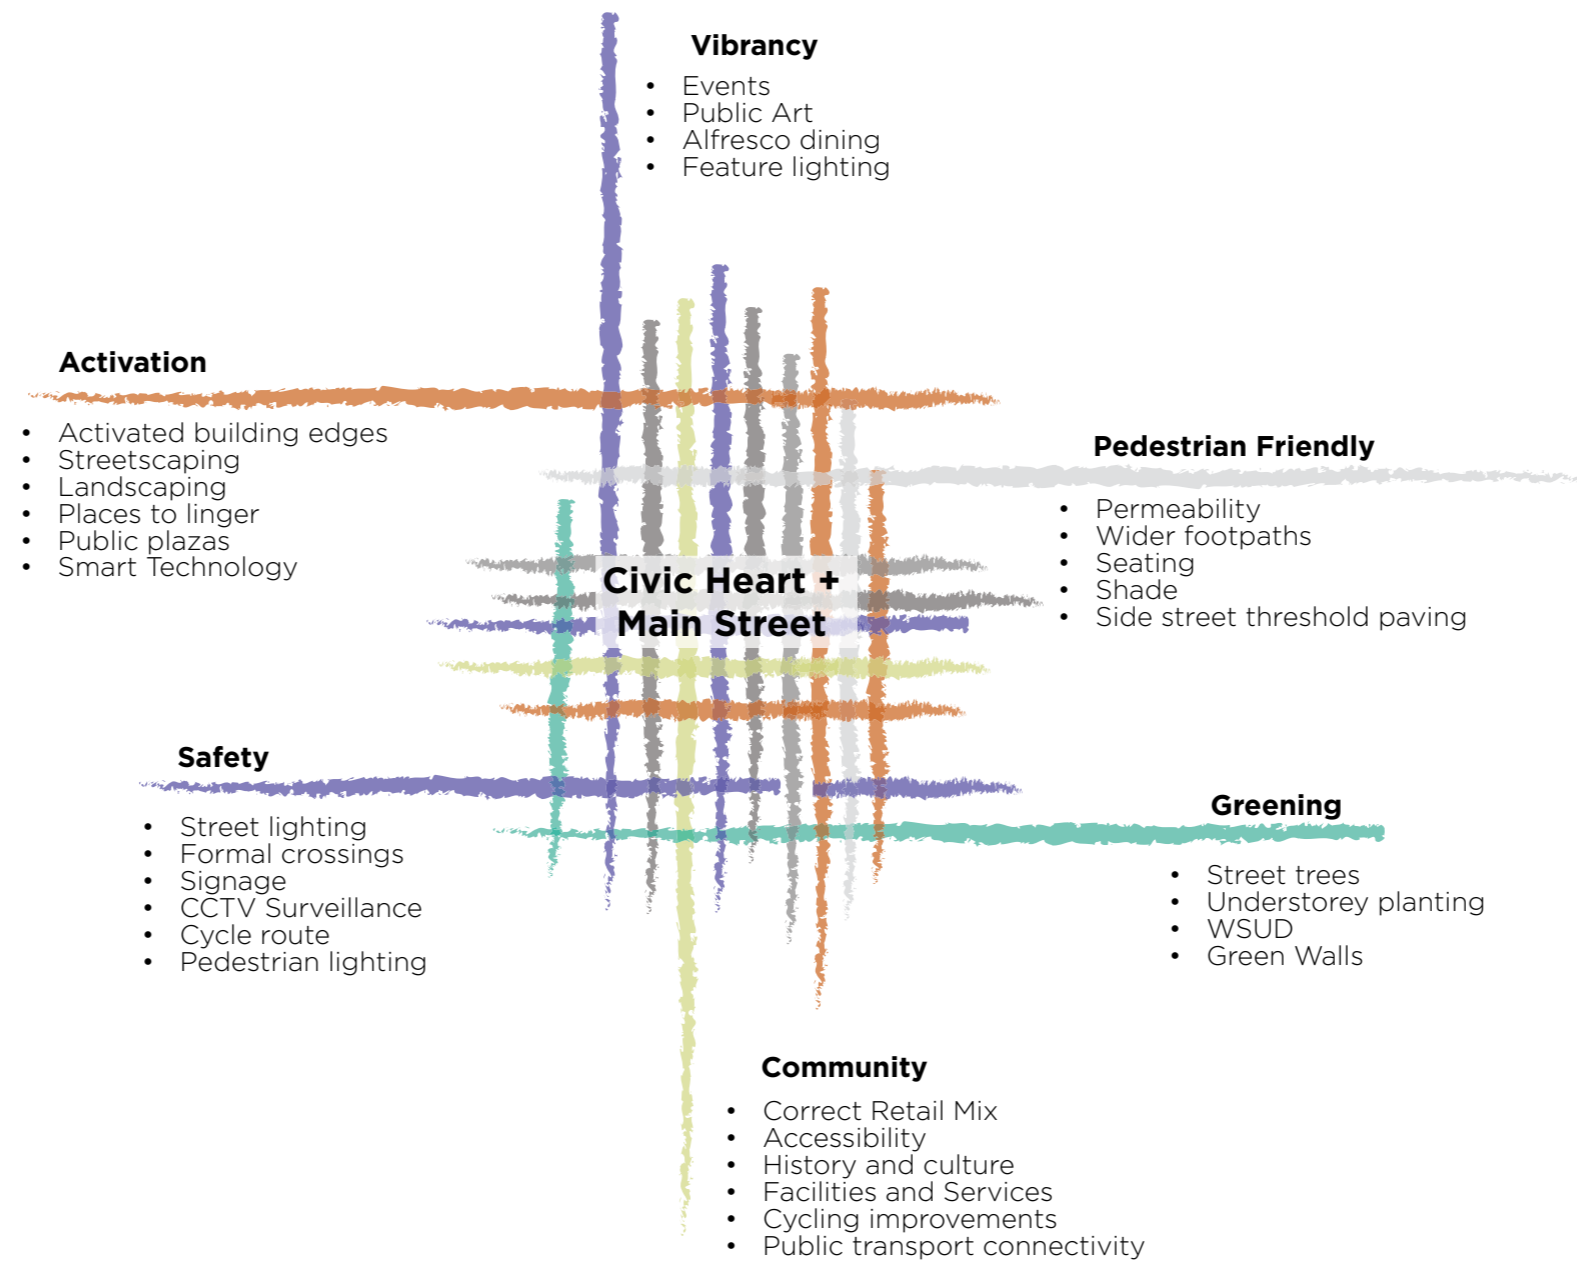 Vibrancy
• Events
• Public Art
• Alfresco dining
• Feature lighting
Activation
• Activated building edges
• Streetscaping
• Landscaping
• Places to linger
• Public plazas
• Smart Technology
Pedestrian Friendly
• Permeability
• Wider footpaths
• Seating
• Shade
• Side street threshold paving
Civic Heart +
Main Street
Safety
• Street lighting
• Formal crossings
• Signage
• CCTV Surveillance
• Cycle route
• Pedestrian lighting
Greening
• Street trees
• Understorey planting
• WSUD
• Green Walls
Community
• Correct Retail Mix
• Accessibility
• History and culture
• Facilities and Services
• Cycling improvements
• Public transport connectivity